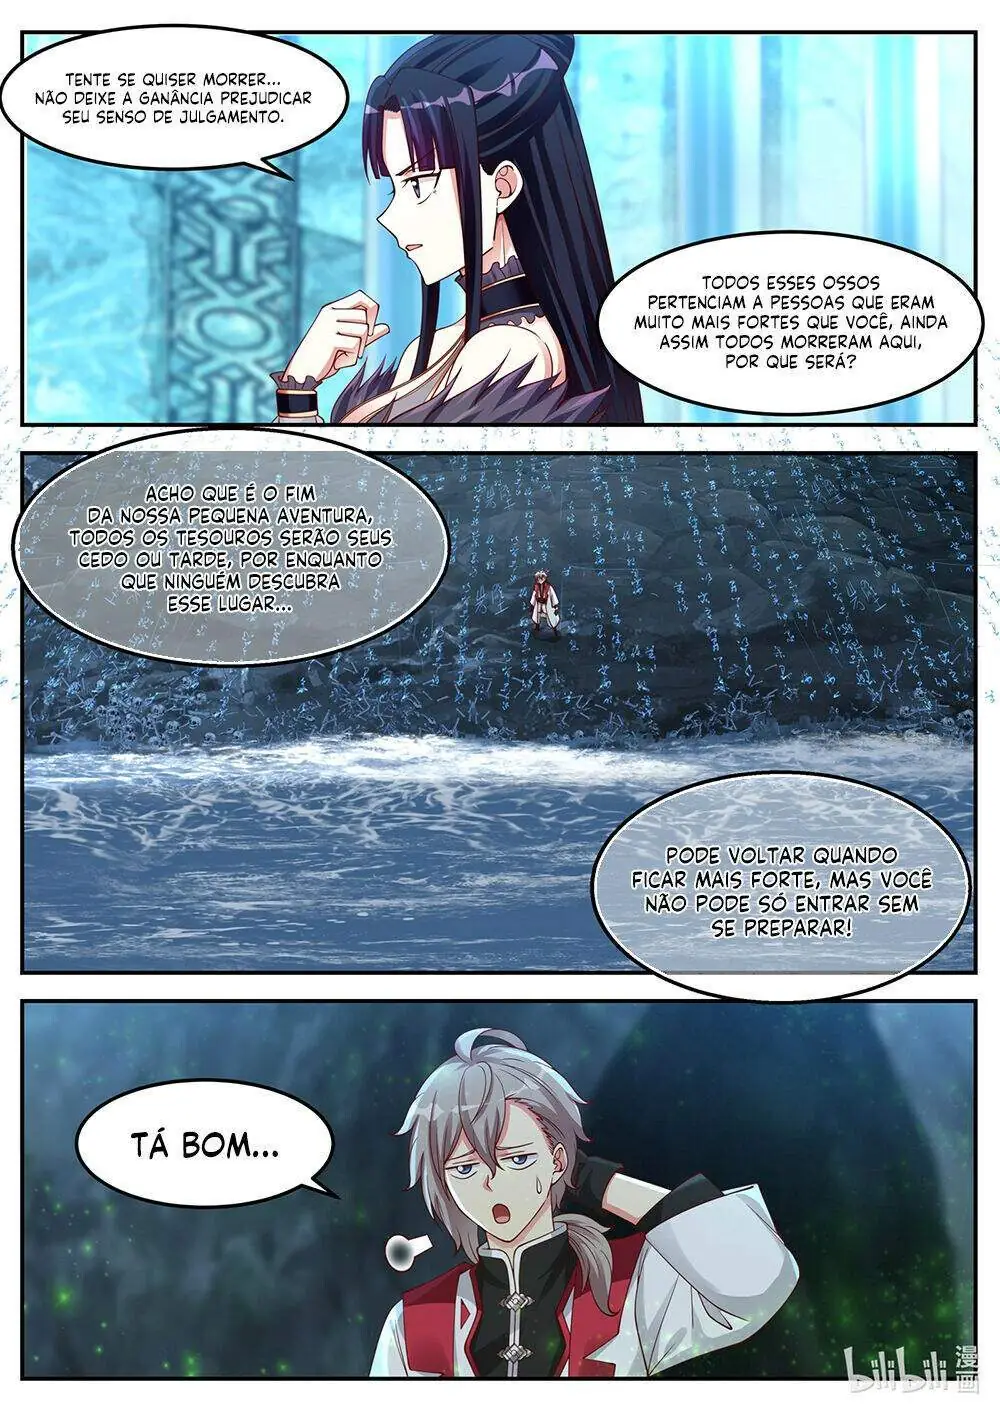 TENTE SE QUISER MORRER...
NÃO DEIXE A GANÂNCIA PREJUDICAR
SEU SENSO DE JULGAMENTO.
TODOS ESSES OSSOS
PERTENCIAM A PESSOAS QUE ERAM
MUITO MAIS FORTES QUE VOCÊ, AINDA
ASSIM TODOS MORRERAM AQUI,
POR QUE SERÁ?
ACHO QUE É O FIM
DA NOSSA PEQUENA AVENTURA,
TODOS OS TESOUROS SERÃO SEUS
CEDO OU TARDE, POR ENQUANTO
QUE NINGUÉM DESCUBRA
ESSE LUGAR...
PODE VOLTAR QUANDO
FICAR MAIS FORTE, MAS VOCÊ
NÃO PODE SÓ ENTRAR SEM
SE PREPARAR!
TÁ BOM...
bilibili 漫画